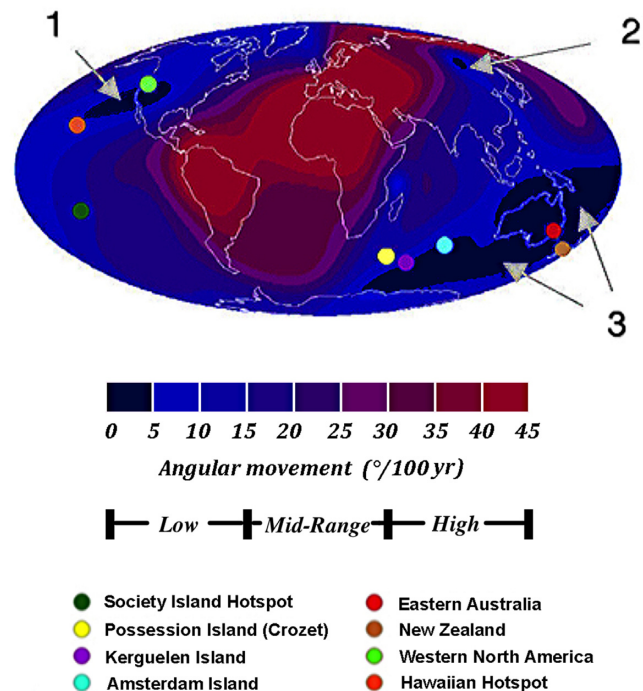 1
2
3
0 5 10 15 20 25 30 35 40 45
Angular movement (°/100 yr)
Low Mid-Range High
Society Island Hotspot
Possession Island (Crozet)
Kerguelen Island
Amsterdam Island
Eastern Australia
New Zealand
Western North America
Hawaiian Hotspot